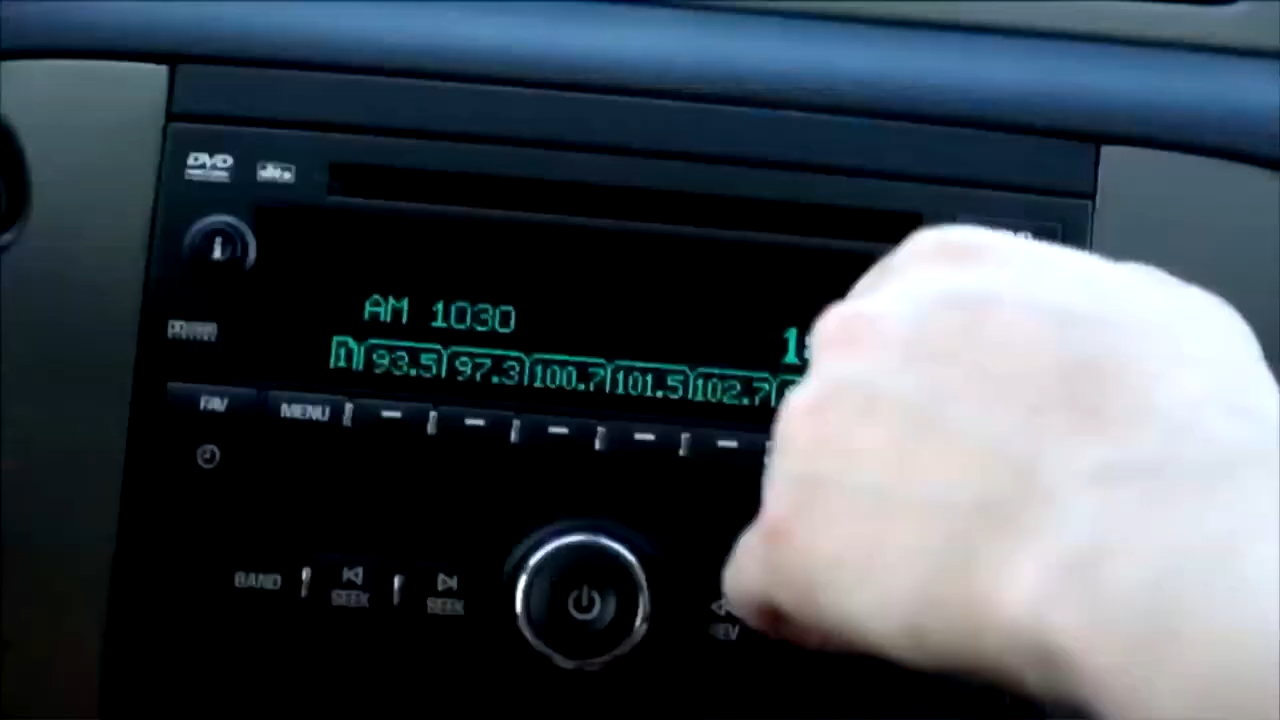 DVD
dts
i
AM 1030
1 93.5 97.3 100.7 101.5 102.7
FAV MENU
BAND SEEK SEEK REV